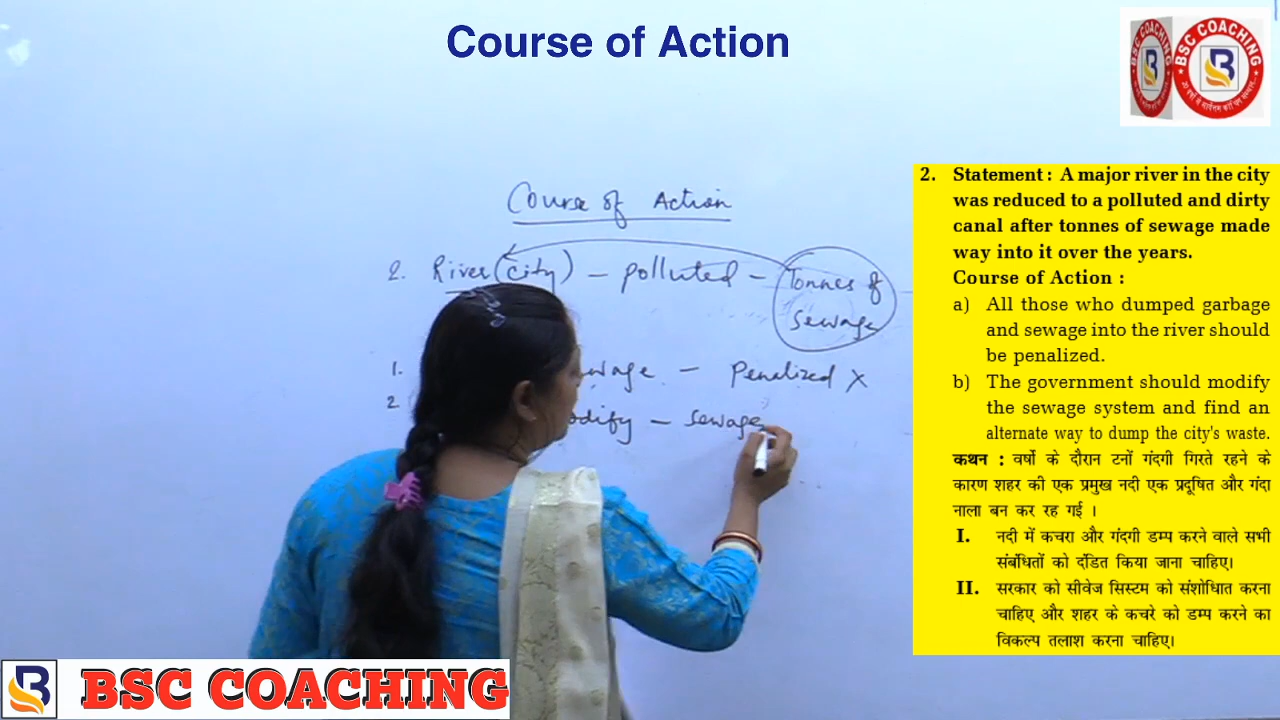 Course of Action
BSC COACHING
BSC COACHING
Course of Action
2. River (city) – polluted – Tonnes of
sewage
1. wage – Penalized X
2. odify – sewage
2. Statement : A major river in the city
was reduced to a polluted and dirty
canal after tonnes of sewage made
way into it over the years.
Course of Action :
a) All those who dumped garbage
and sewage into the river should
be penalized.
b) The government should modify
the sewage system and find an
alternate way to dump the city's waste.
कथन : वर्षो के दौरान टनों गंदगी गिरते रहने के
कारण शहर की एक प्रमुख नदी एक प्रदूषित और गंदा
नाला बन कर रह गई ।
I. नदी में कचरा और गंदगी डम्प करने वाले सभी
संबंधितों को दंडित किया जाना चाहिए।
II. सरकार को सीवेज सिस्टम को संशोधित करना
चाहिए और शहर के कचरे को डम्प करने का
विकल्प तलाश करना चाहिए।
BSC COACHING